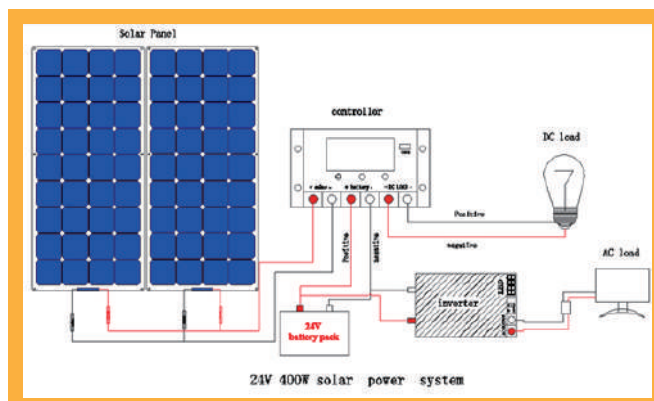 Solar Panel
controller
DC load
+ solar - + battery - + DC LOAD -
Positive
negative
Positive
negative
AC load
inverter
24V
battery pack
24V 400W solar power system